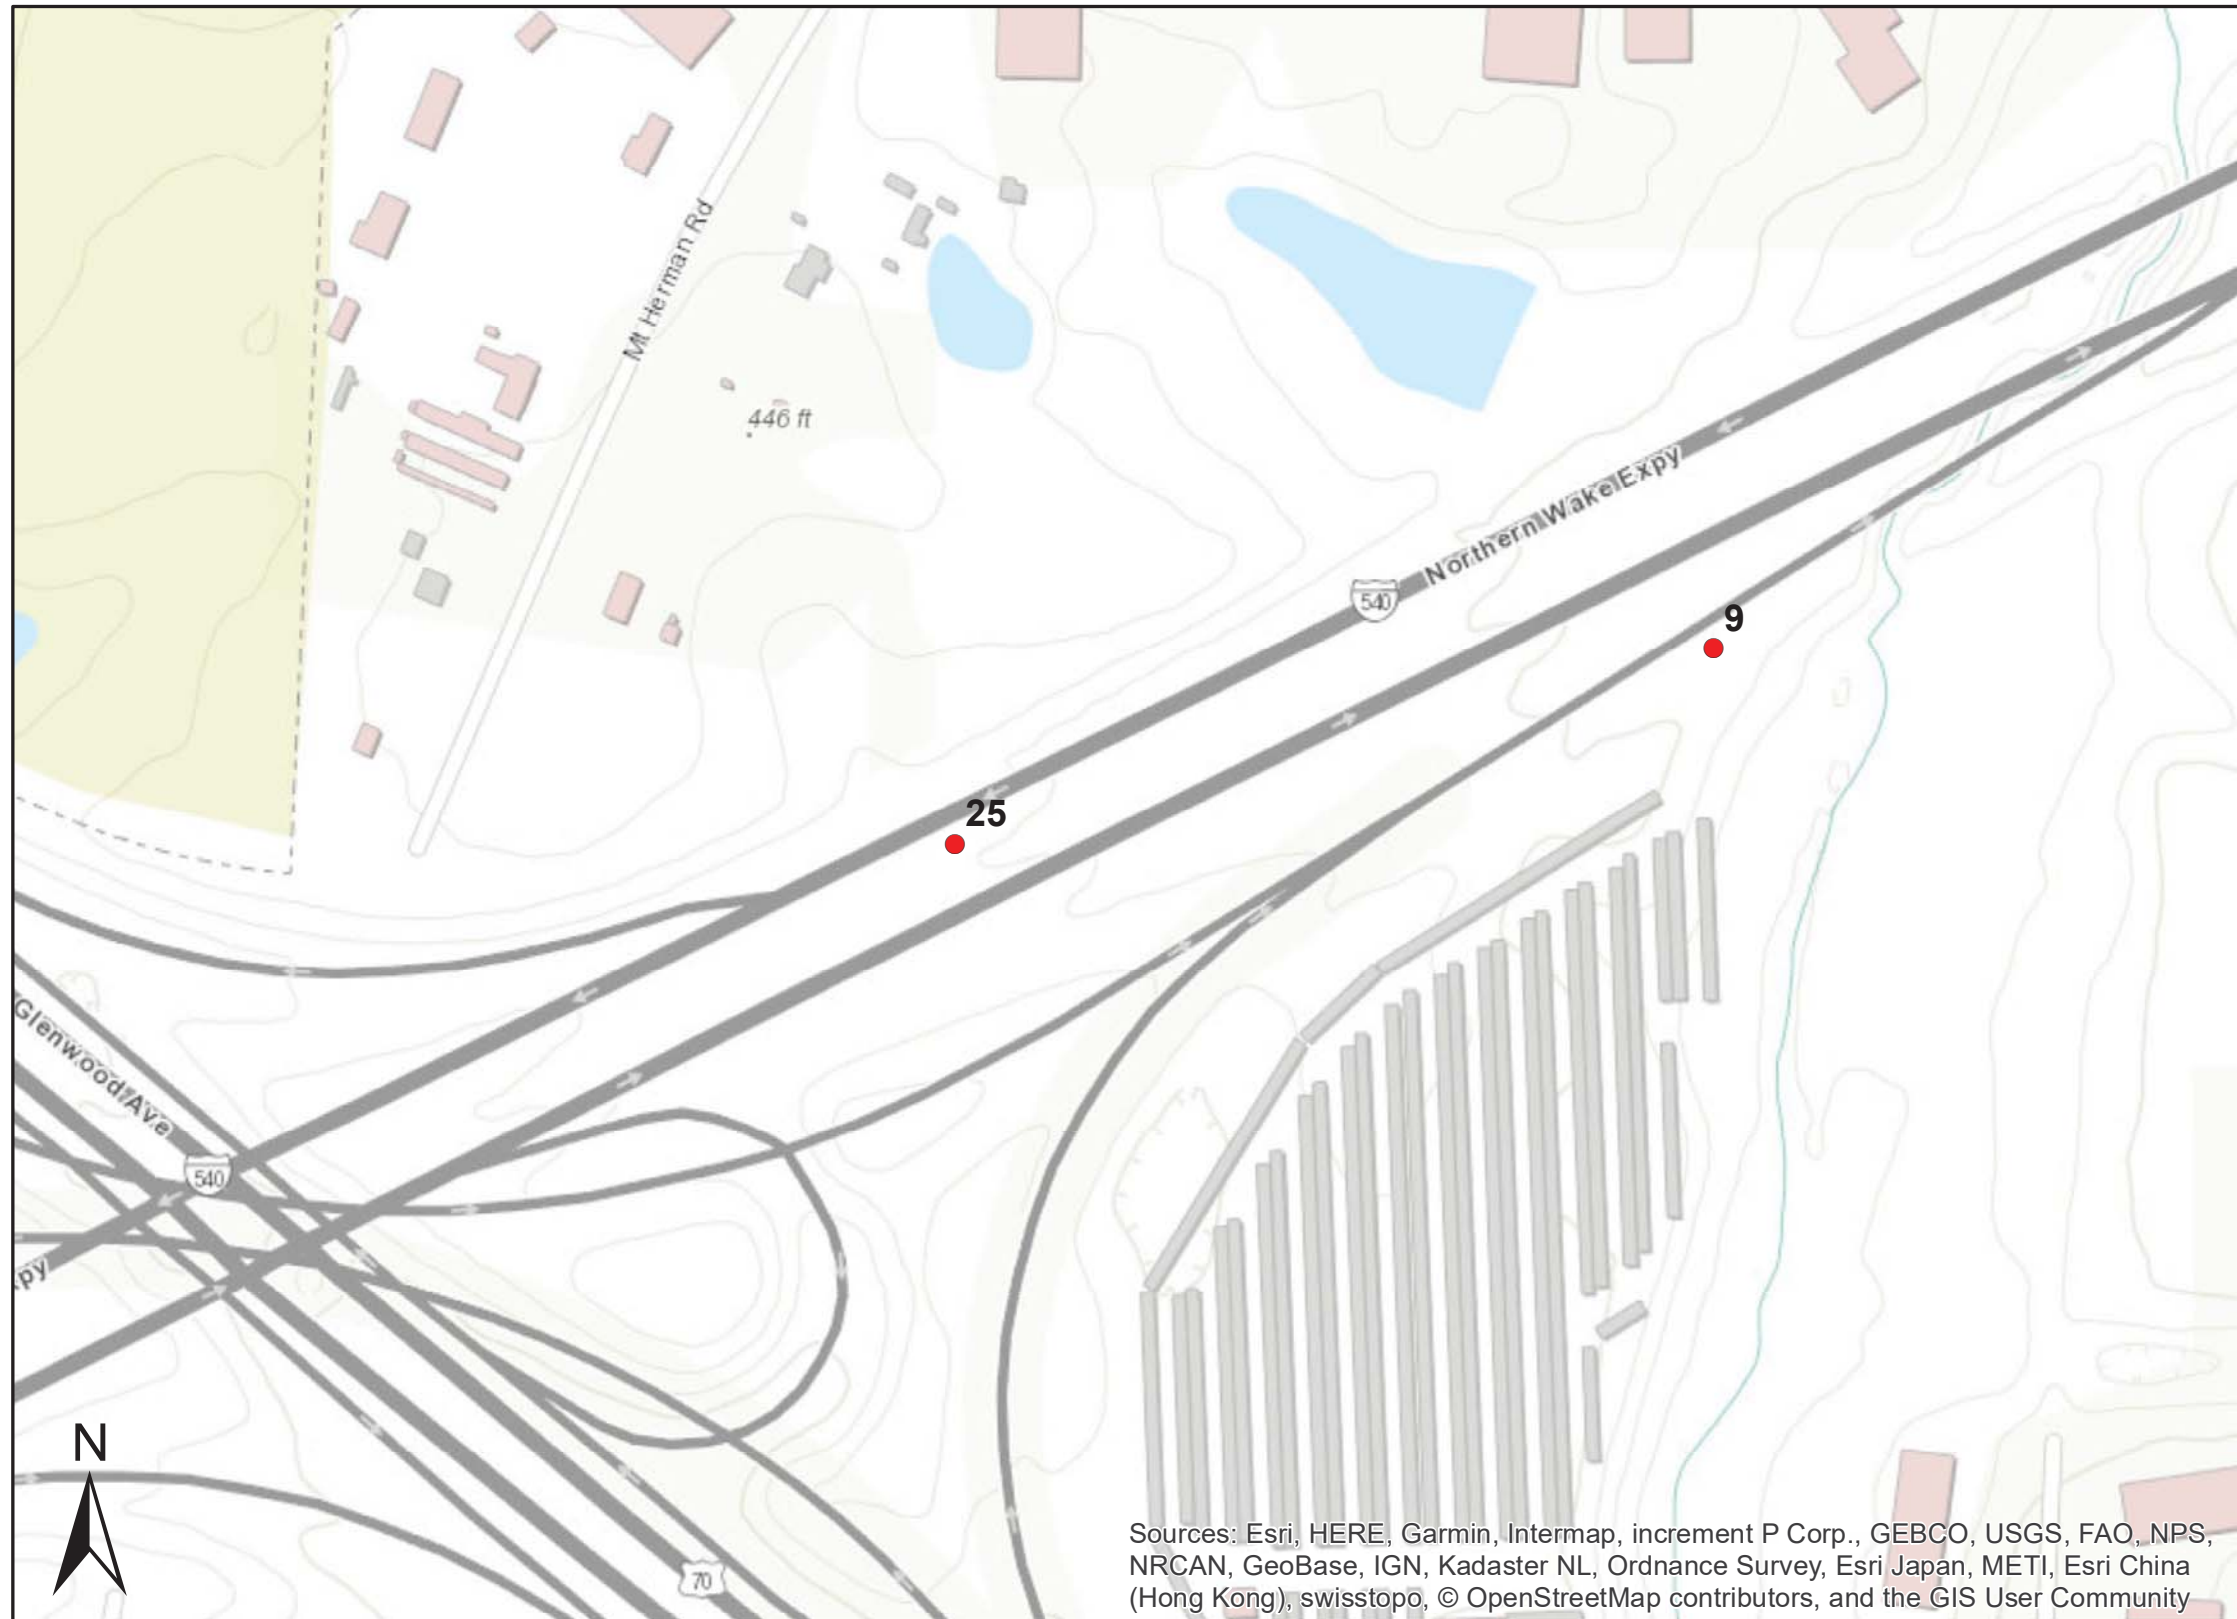 Mt Herman Rd
446 ft
Northern Wake Expy
540
9
25
Glenwood Ave
540
xpy
N
70
Sources: Esri, HERE, Garmin, Intermap, increment P Corp., GEBCO, USGS, FAO, NPS,
NRCAN, GeoBase, IGN, Kadaster NL, Ordnance Survey, Esri Japan, METI, Esri China
(Hong Kong), swisstopo, © OpenStreetMap contributors, and the GIS User Community